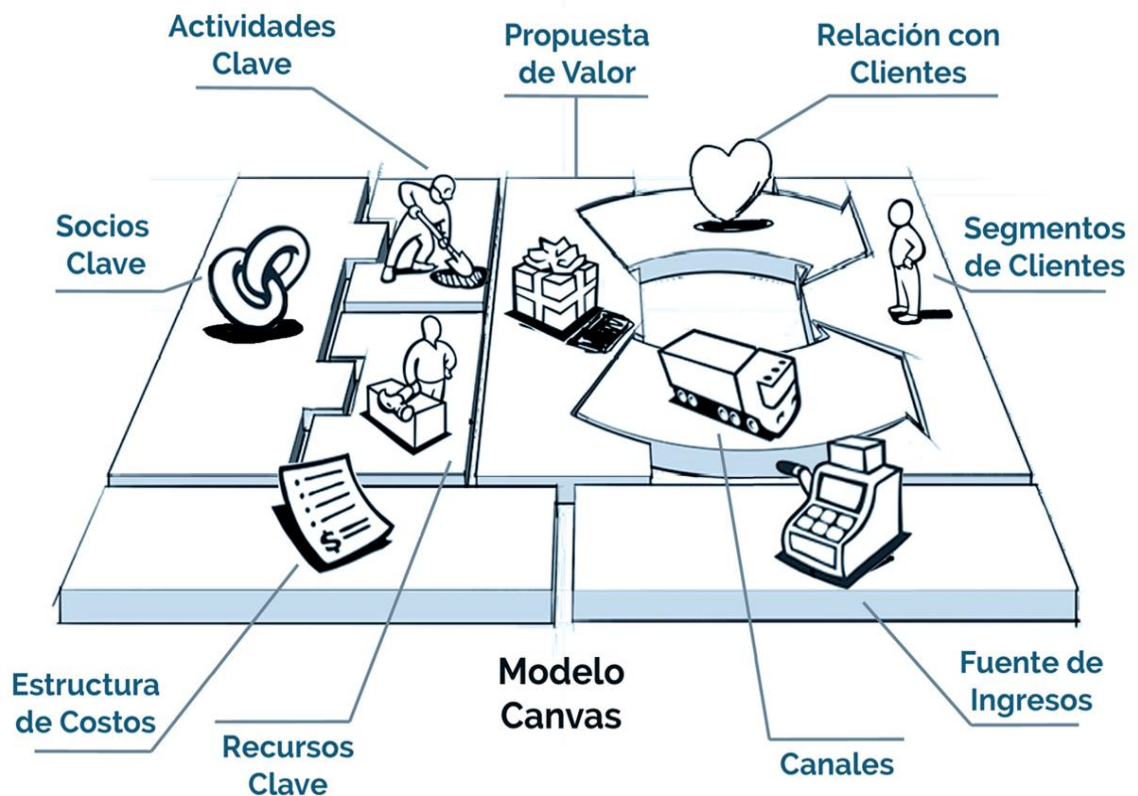 Actividades
Clave
Propuesta
de Valor
Relación con
Clientes
Socios
Clave
Segmentos
de Clientes
$
Estructura
de Costos
Recursos
Clave
Modelo
Canvas
Canales
Fuente de
Ingresos